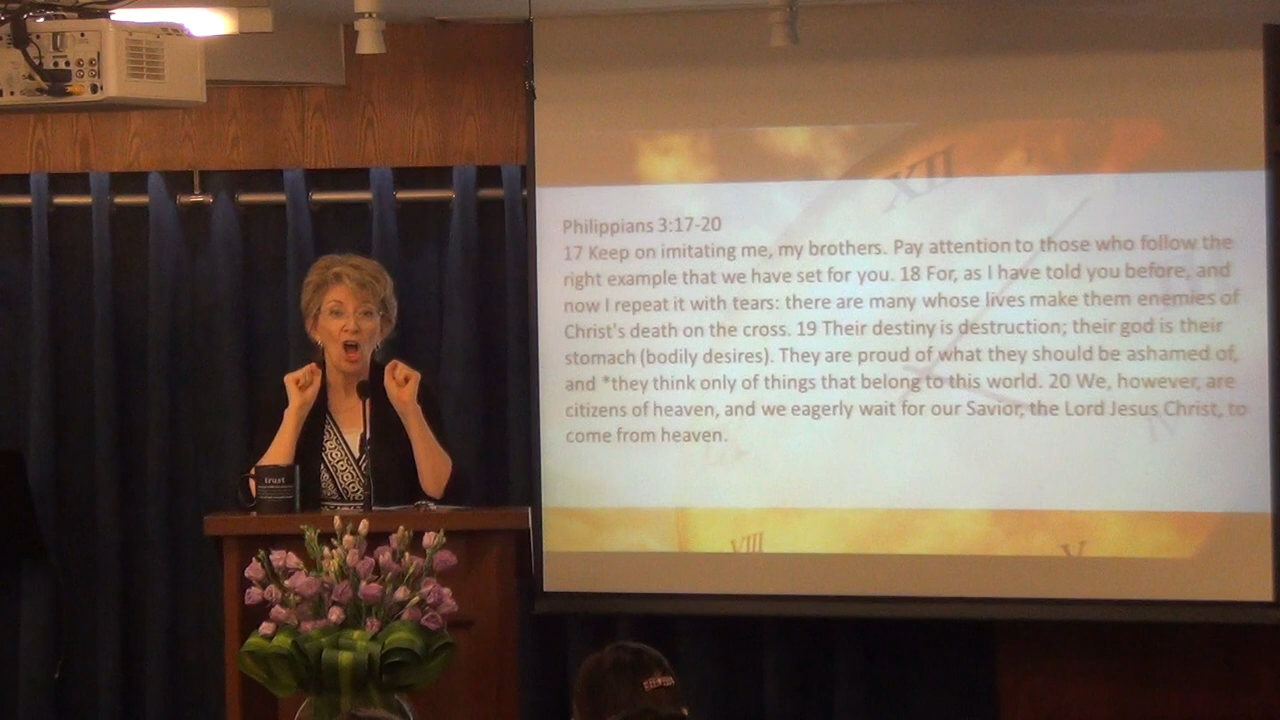 XII
Philippians 3:17-20
17 Keep on imitating me, my brothers. Pay attention to those who follow the
right example that we have set for you. 18 For, as I have told you before, and
now I repeat it with tears: there are many whose lives make them enemies of
Christ's death on the cross. 19 Their destiny is destruction; their god is their
stomach (bodily desires). They are proud of what they should be ashamed of,
and *they think only of things that belong to this world. 20 We, however, are
citizens of heaven, and we eagerly wait for our Savior, the Lord Jesus Christ, to
come from heaven.
VIII
V
trust